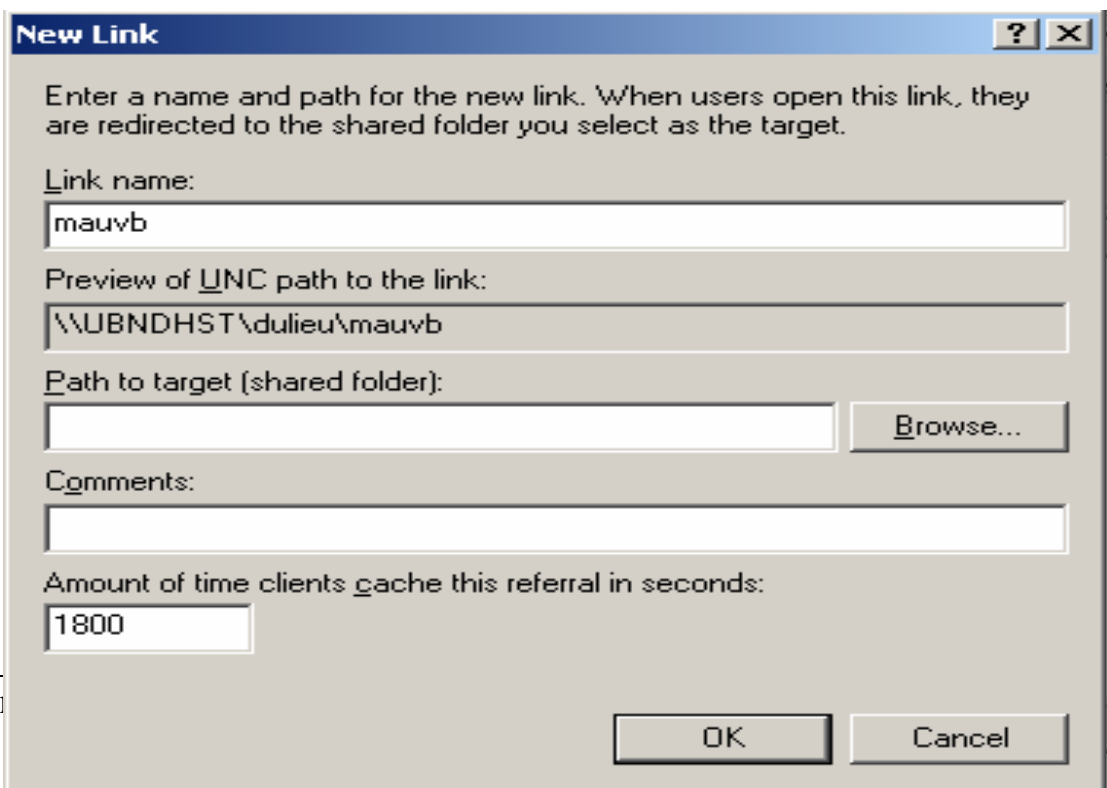 New Link
Enter a name and path for the new link. When users open this link, they
are redirected to the shared folder you select as the target.
Link name:
mauvb
Preview of UNC path to the link:
\\UBNDHST\dulieu\mauvb
Path to target (shared folder):
Browse...
Comments:
Amount of time clients cache this referral in seconds:
1800
OK
Cancel